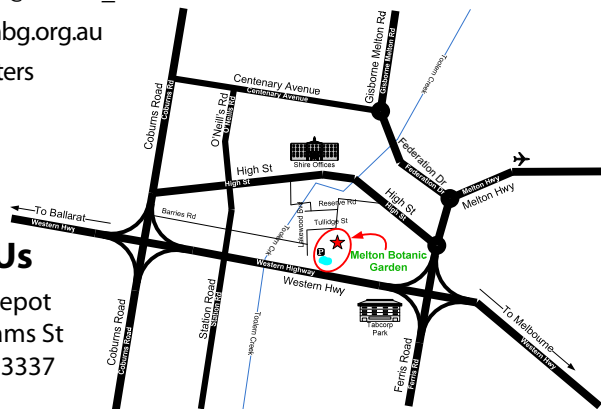 nbg.org.au
ters
Us
epot
ams St
3337
Gisborne Melton Rd
Gisborne Melton Rd
Toolern Creek
Centenary Avenue
Centenary Avenue
Coburns Road
Coburns Rd
O'Neill's Rd
O'Neills Rd
Shire Offices
Federation Dr
Federation Dr
High St
High St
High St
High St
Melton Hwy
Melton Hwy
Reserve Rd
Lakewood Bvd
Tullidge St
To Ballarat
Western Hwy
Barries Rd
Toolern Crk
P
Melton Botanic
Garden
Western Highway
Western Hwy
Station Road
Station Rd
Tabcorp
Park
To Melbourne
Western Hwy
Coburns Road
Coburns Road
Toolern Creek
Ferris Road
Ferris Rd